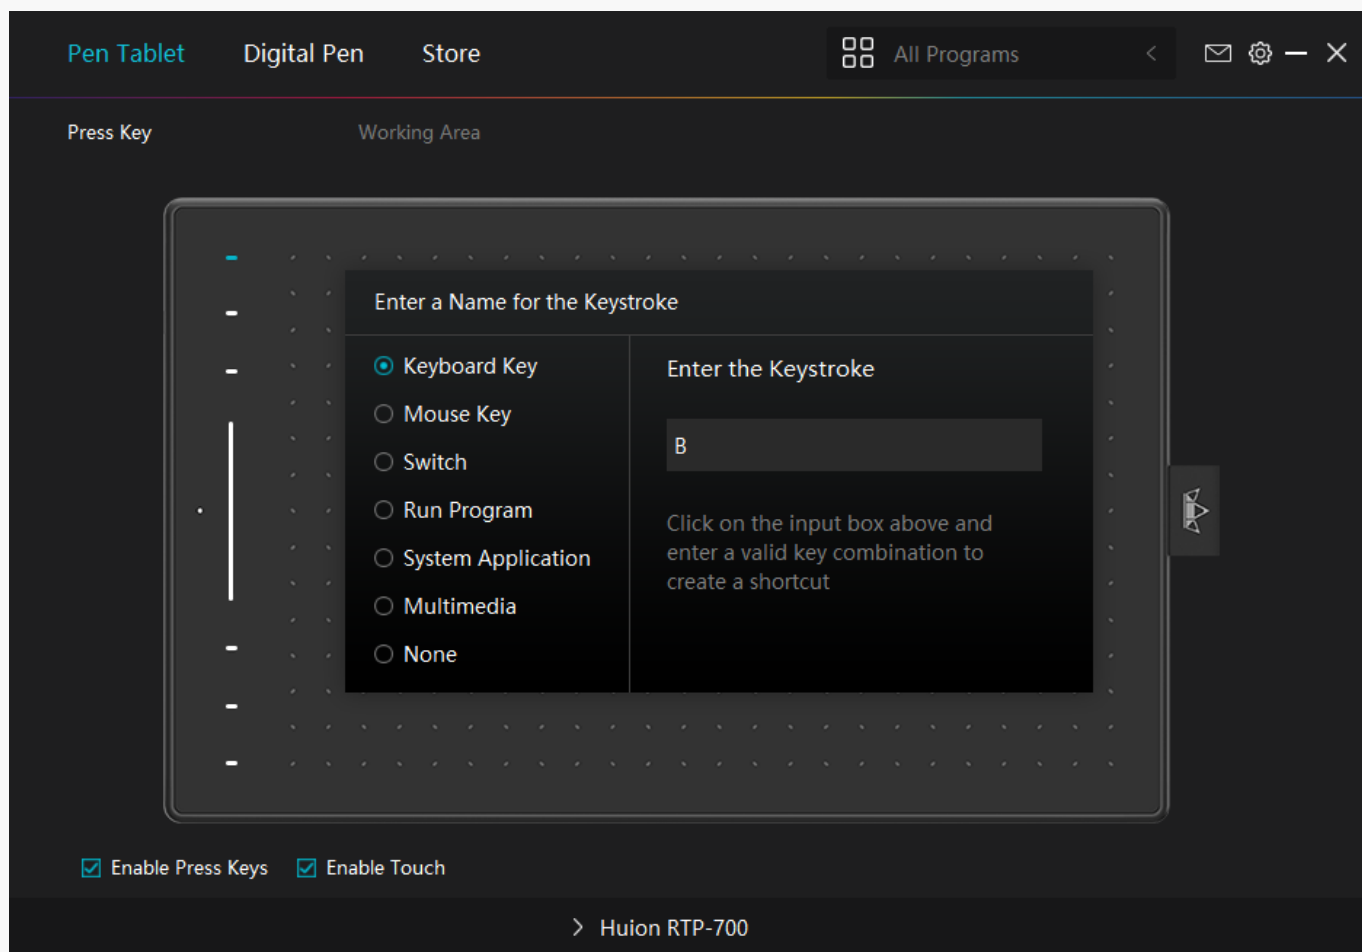 Pen Tablet Digital Pen Store All Programs
Press Key Working Area
Enter a Name for the Keystroke
Keyboard Key
Mouse Key
Switch
Run Program
System Application
Multimedia
None
Enter the Keystroke
B
Click on the input box above and
enter a valid key combination to
create a shortcut
Enable Press Keys Enable Touch
Huion RTP-700